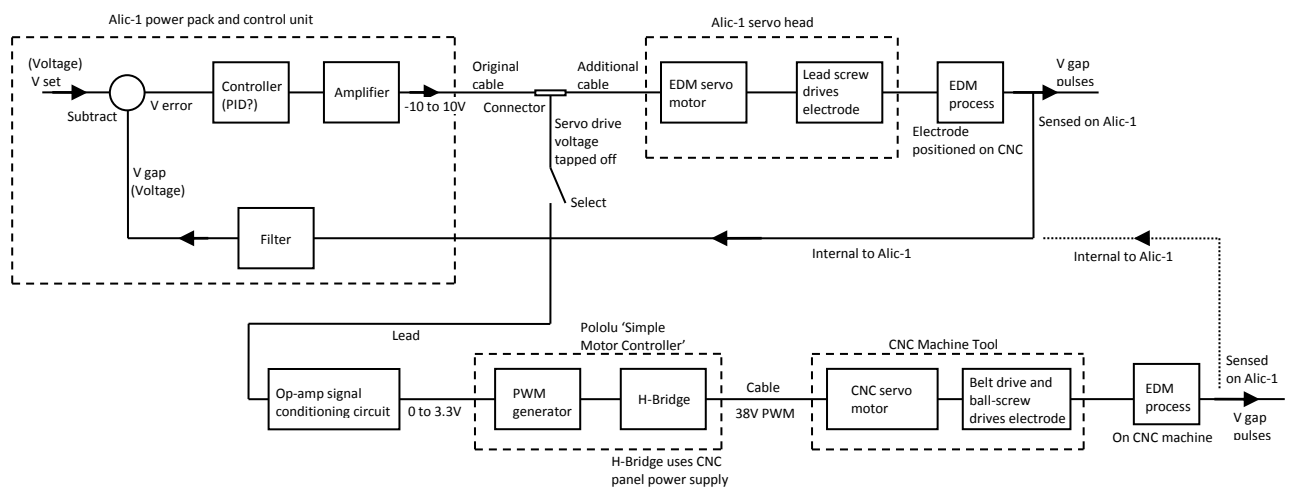 Alic-1 power pack and control unit
Alic-1 servo head
(Voltage)
V set
Subtract
V error
Controller
(PID?)
Amplifier
-10 to 10V
Original
cable
Connector
Additional
cable
Servo drive
voltage
tapped off
Select
EDM servo
motor
Lead screw
drives
electrode
EDM
process
Electrode
positioned on CNC
V gap
pulses
Sensed on Alic-1
V gap
(Voltage)
Filter
Internal to Alic-1
Internal to Alic-1
Lead
Pololu ‘Simple
Motor Controller’
CNC Machine Tool
Op-amp signal
conditioning circuit
0 to 3.3V
PWM
generator
H-Bridge
Cable
38V PWM
CNC servo
motor
Belt drive and
ball-screw
drives electrode
EDM
process
On CNC machine
Sensed
on Alic-1
V gap
pulses
H-Bridge uses CNC
panel power supply